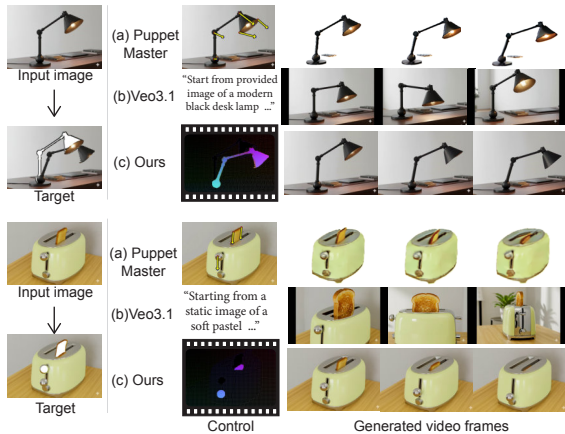 Input image
Target
(a) Puppet
Master
(b)Veo3.1
"Start from provided
image of a modern
black desk lamp ..."
(c) Ours
Input image
Target
(a) Puppet
Master
(b)Veo3.1
"Starting from a
static image of a
soft pastel ..."
(c) Ours
Control
Generated video frames